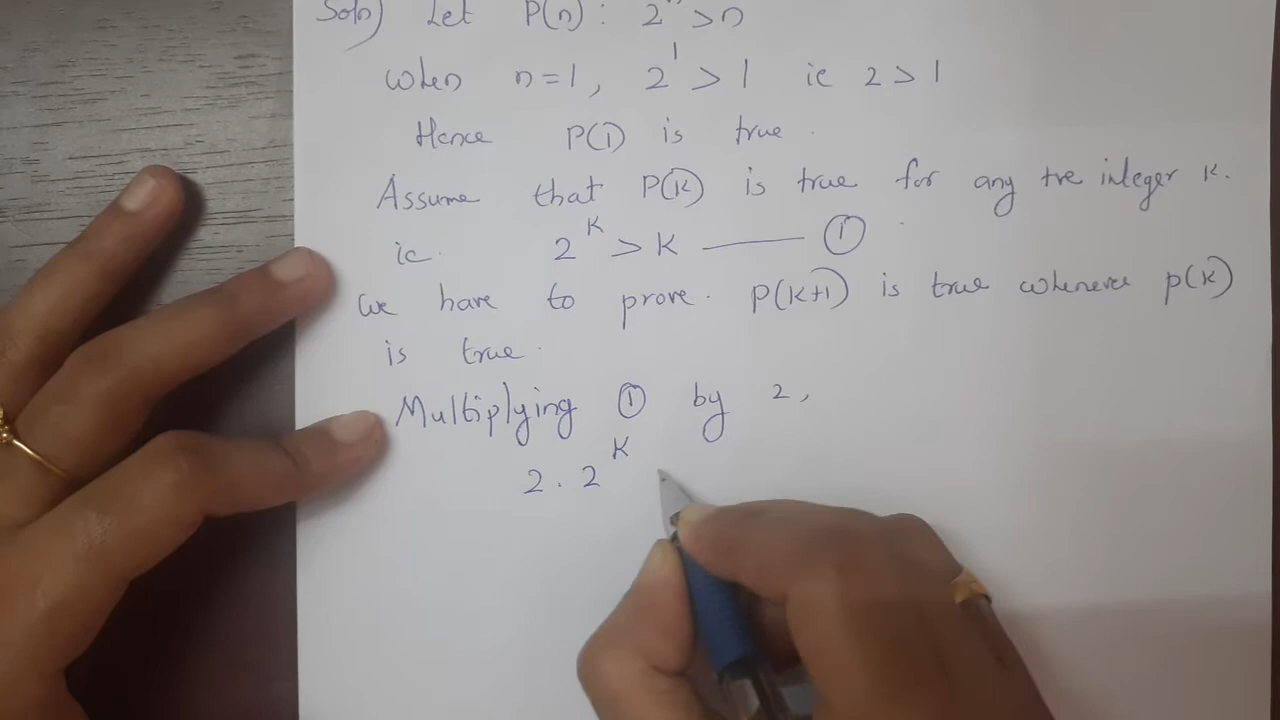 Soln) Let P(n): 2ⁿ > n
when n=1, 2¹ > 1 ie 2 > 1
Hence P(1) is true.
Assume that P(k) is true for any +ve integer k.
ie. 2ᵏ > k —— ①
we have to prove. P(k+1) is true whenever p(k)
is true.
Multiplying ① by 2,
2 . 2ᵏ